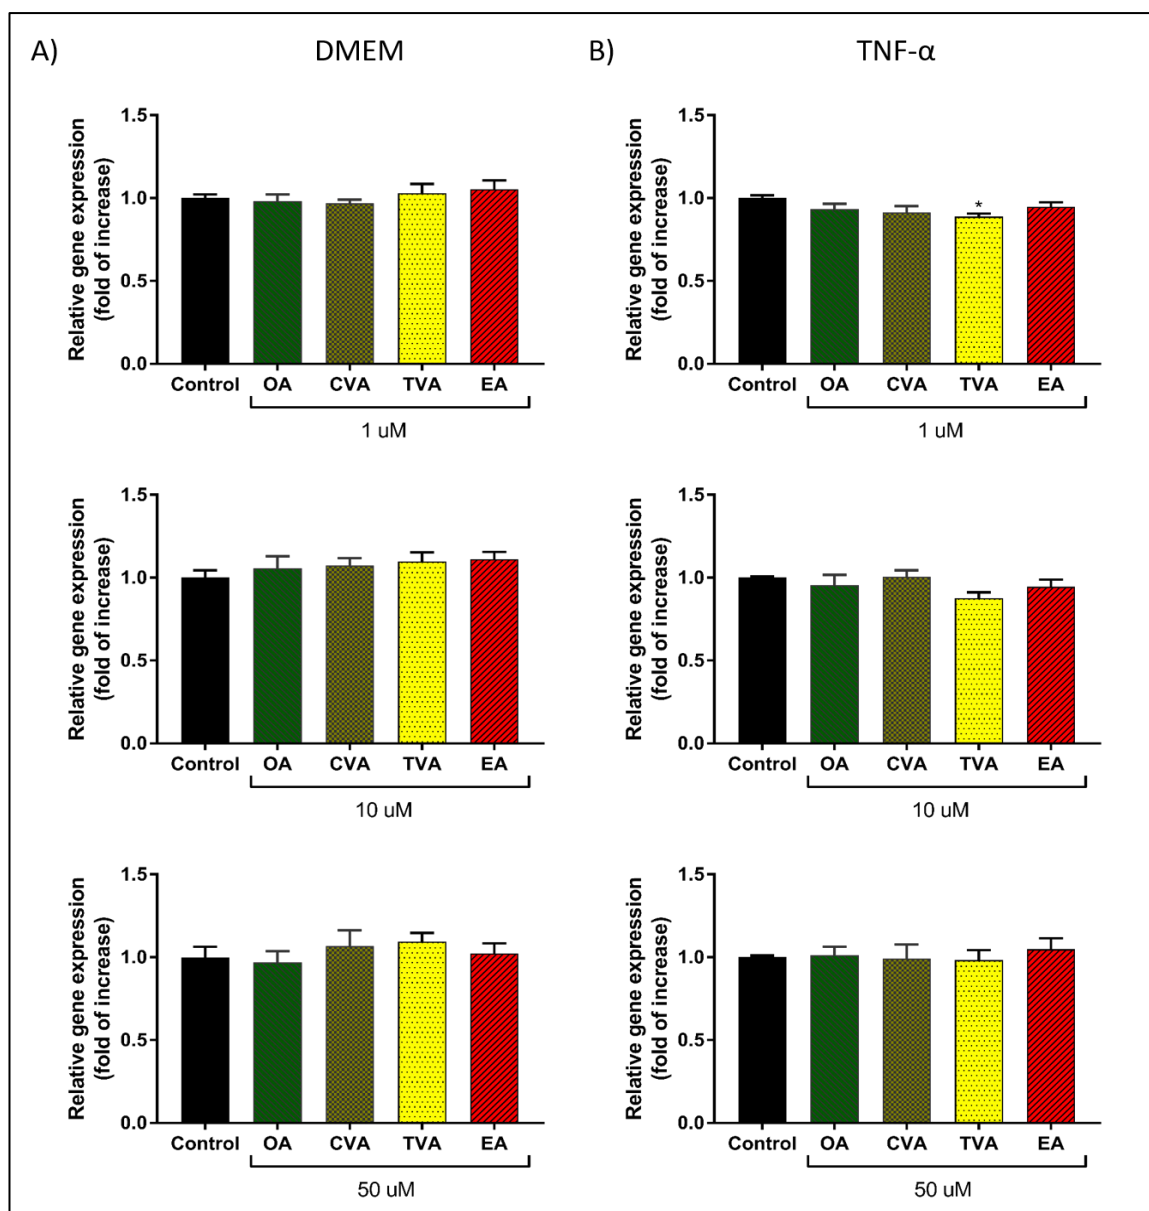 A) DMEM B) TNF-α
Relative gene expression
(fold of increase)
1.5
1.0
0.5
0.0
Control OA CVA TVA EA
1 uM
Relative gene expression
(fold of increase)
1.5
1.0
0.5
0.0
*
Control OA CVA TVA EA
1 uM
Relative gene expression
(fold of increase)
1.5
1.0
0.5
0.0
Control OA CVA TVA EA
10 uM
Relative gene expression
(fold of increase)
1.5
1.0
0.5
0.0
Control OA CVA TVA EA
10 uM
Relative gene expression
(fold of increase)
1.5
1.0
0.5
0.0
Control OA CVA TVA EA
50 uM
Relative gene expression
(fold of increase)
1.5
1.0
0.5
0.0
Control OA CVA TVA EA
50 uM